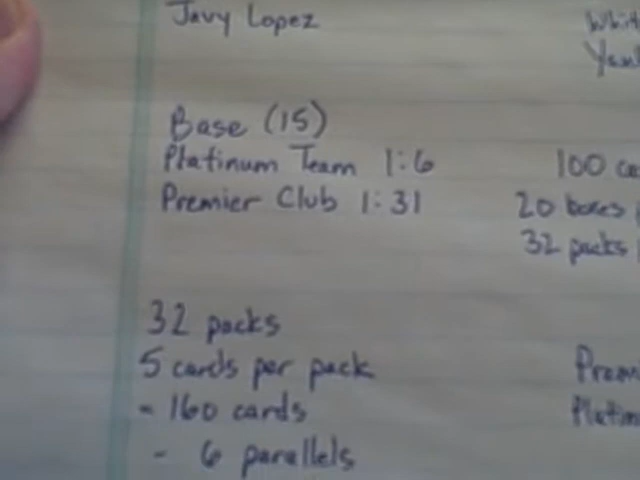 Javy Lopez
Base (15)
Platinum Team 1:6
Premier Club 1:31
100
20 boxes
32 packs
32 packs
5 cards per pack
- 160 cards
- 6 parallels